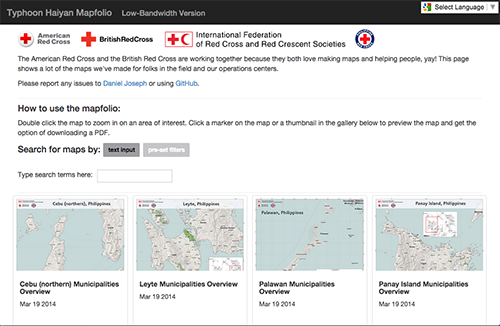 Typhoon Haiyan Mapfolio Low-Bandwidth Version
Select Language
American
Red Cross
BritishRedCross
International Federation
of Red Cross and Red Crescent Societies
The American Red Cross and the British Red Cross are working together because they both love making maps and helping people, yay! This page
shows a lot of the maps we've made for folks in the field and our operations centers.
Please report any issues to Daniel Joseph or using GitHub.
How to use the mapfolio:
Double click the map to zoom in on an area of interest. Click a marker on the map or a thumbnail in the gallery below to preview the map and get the
option of downloading a PDF.
Search for maps by: text input pre-set filters
Type search terms here:
Cebu (northern), Philippines
Leyte, Philippines
Palawan, Philippines
Panay Island, Philippines
Cebu (northern) Municipalities
Overview
Mar 19 2014
Leyte Municipalities Overview
Mar 19 2014
Palawan Municipalities
Overview
Mar 19 2014
Panay Island Municipalities
Overview
Mar 19 2014